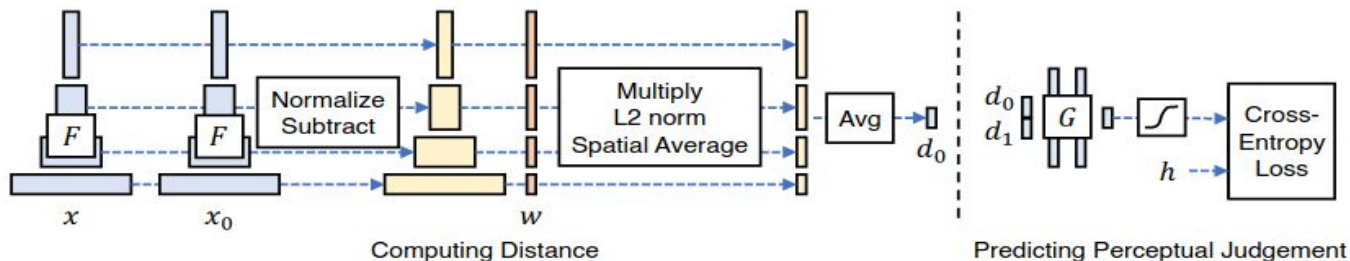 F
F
Normalize
Subtract
Multiply
L2 norm
Spatial Average
Avg
d₀
x
x₀
w
Computing Distance
d₀
d₁
G
h
Cross-
Entropy
Loss
Predicting Perceptual Judgement